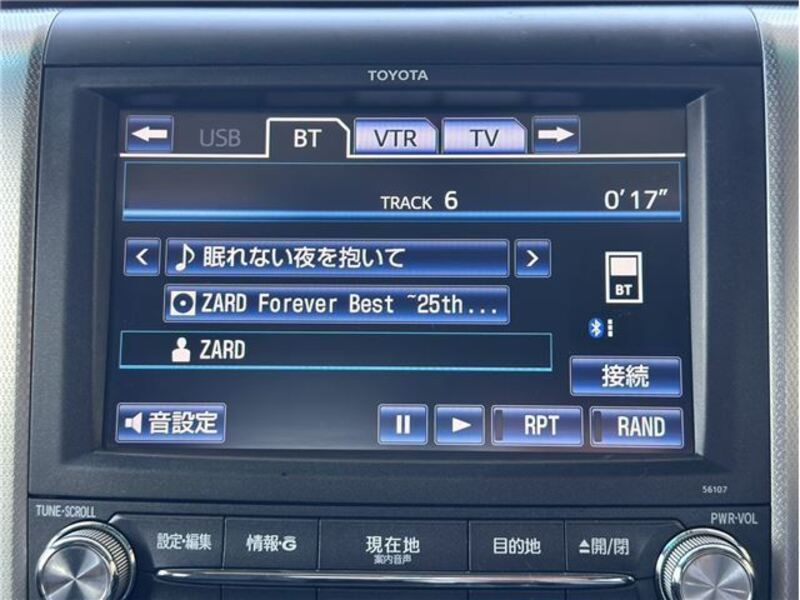 TOYOTA
USB BT VTR TV
TRACK 6 0'17"
眠れない夜を抱いて
ZARD Forever Best ~25th...
BT
ZARD
接続
音設定 RPT RAND
56107
TUNE·SCROLL PWR·VOL
設定·編集 情報·G 現在地 目的地 ⏏開/閉
案内音声